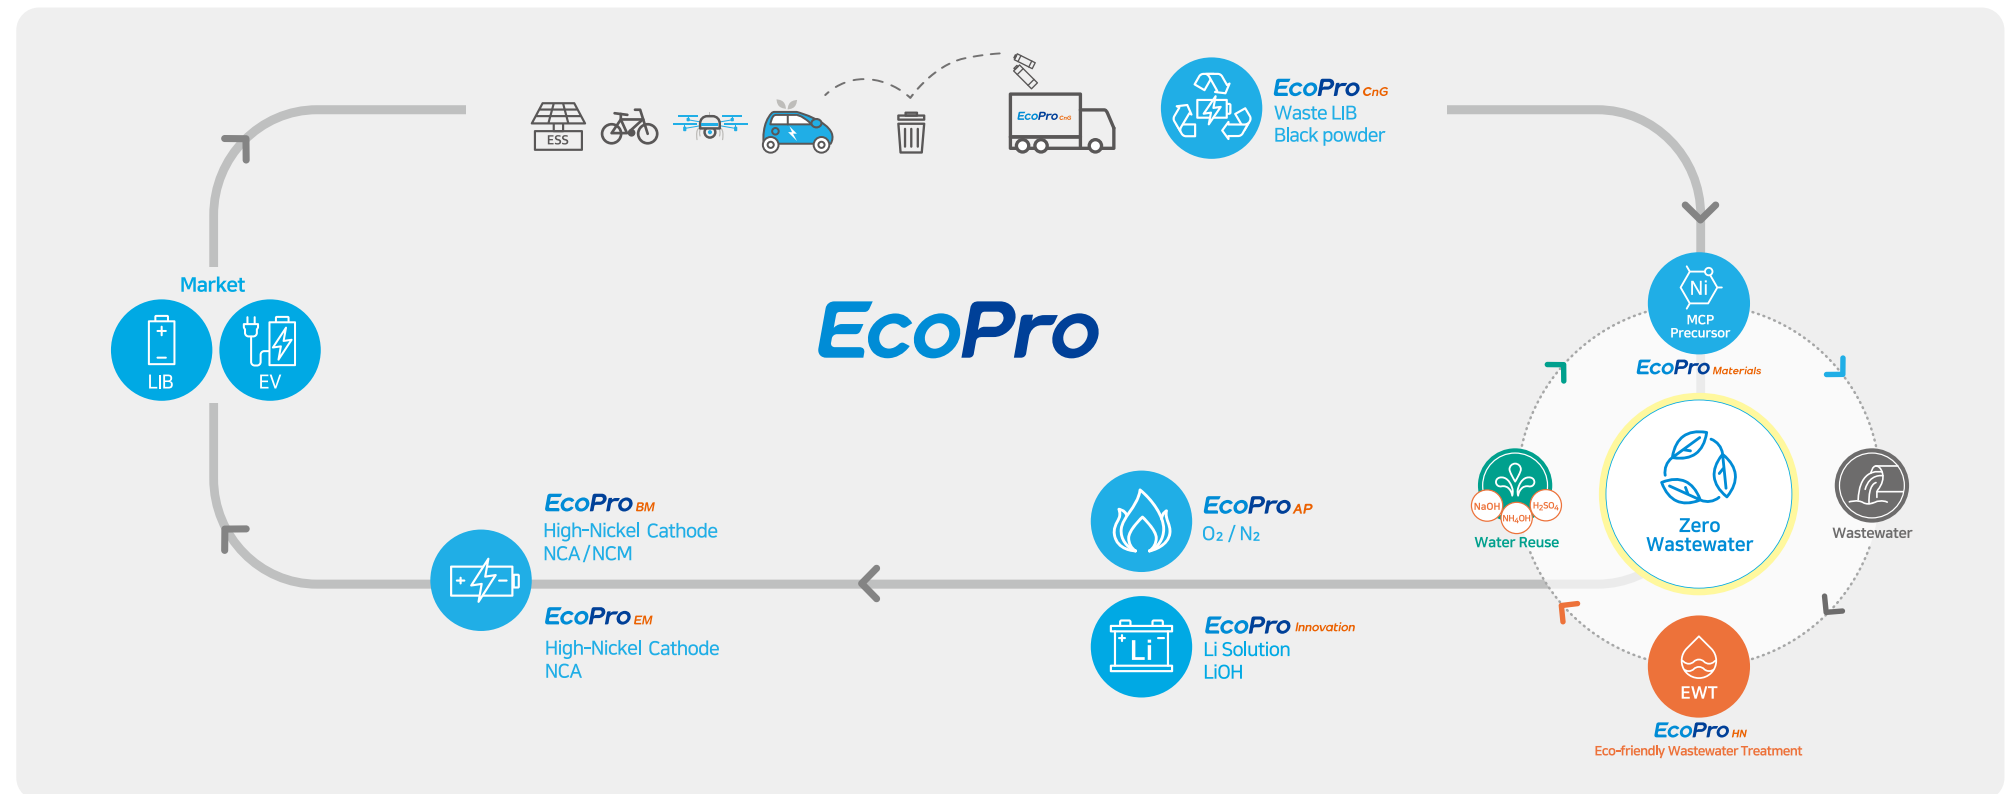 ESS
EcoPro CnG
EcoPro CnG
Waste LIB
Black powder
Market
LIB
EV
EcoPro
Ni
MCP
Precursor
EcoPro Materials
NaOH
NH₄OH
H₂SO₄
Water Reuse
Zero
Wastewater
Wastewater
EWT
EcoPro HN
Eco-friendly Wastewater Treatment
EcoPro AP
O₂ / N₂
Li
EcoPro Innovation
Li Solution
LiOH
EcoPro BM
High-Nickel Cathode
NCA/NCM
EcoPro EM
High-Nickel Cathode
NCA